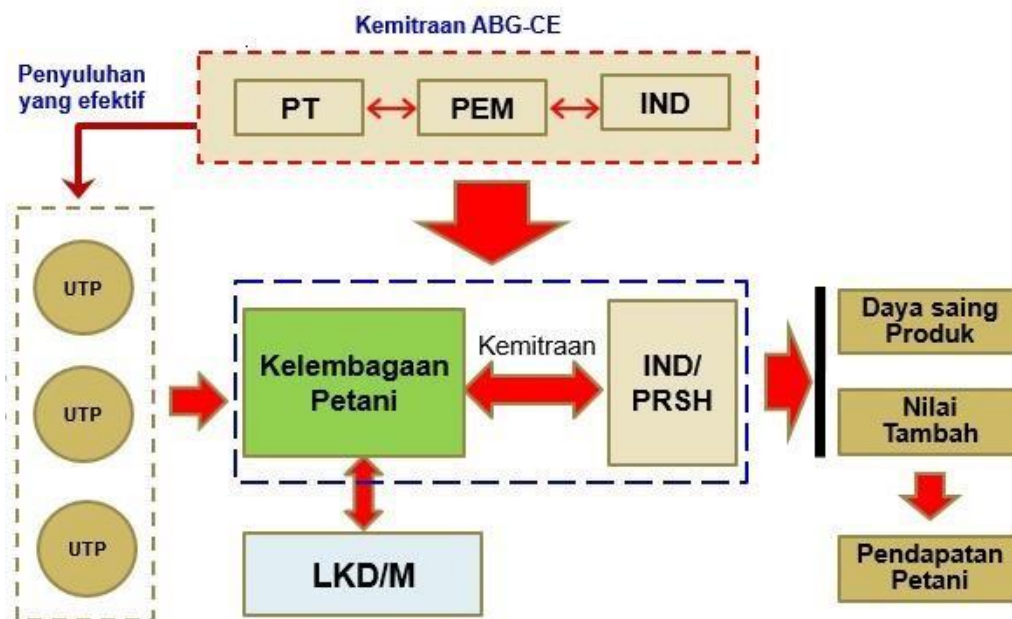 Kemitraan ABG-CE
Penyuluhan
yang efektif
PT
PEM
IND
UTP
UTP
UTP
Kelembagaan
Petani
Kemitraan
IND/
PRSH
LKD/M
Daya saing
Produk
Nilai
Tambah
Pendapatan
Petani